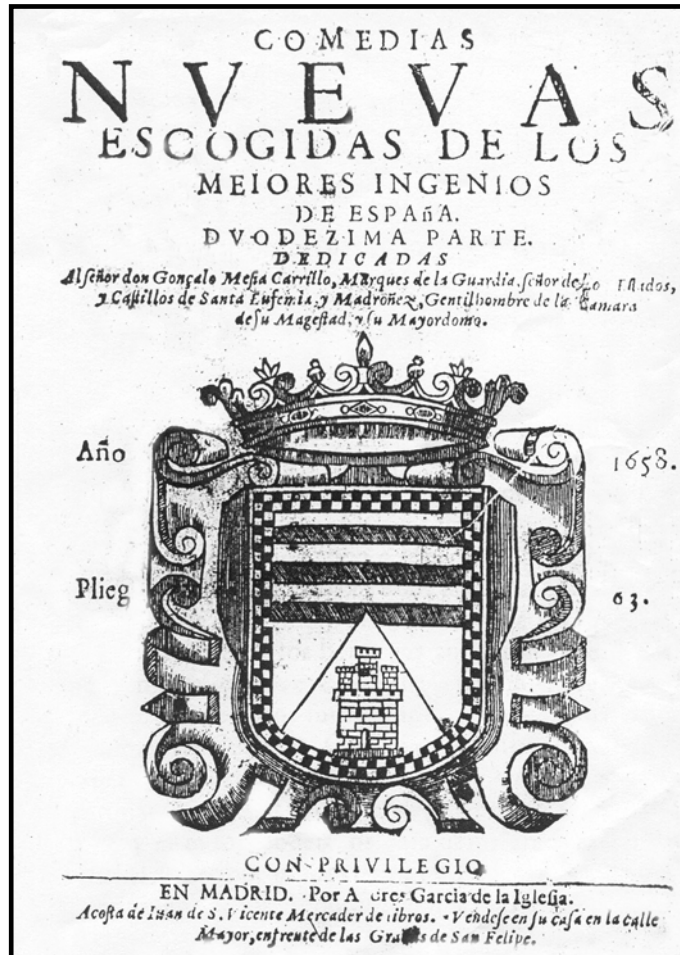 COMEDIAS
NVEVAS
ESCOGIDAS DE LOS
MEIORES INGENIOS
DE ESPAñA.
DVODEZIMA PARTE.
DEDICADAS
Al señor don Gonçalo Mesia Carrillo, Marques de la Guardia, señor de
y Castillos de Santa Eufemia, y Madroñez, Gentilhombre de la Camara
de su Magestad, y su Mayordomo.
Año 1658.
Plieg 63.
CON PRIVILEGIO
EN MADRID. Por A dres Garcia de la Iglesia.
Acosta de Iuan de S. Vicente Mercader de libros. Vendese en su casa en la calle
Mayor, enfrente de las Gradas de San Felipe.